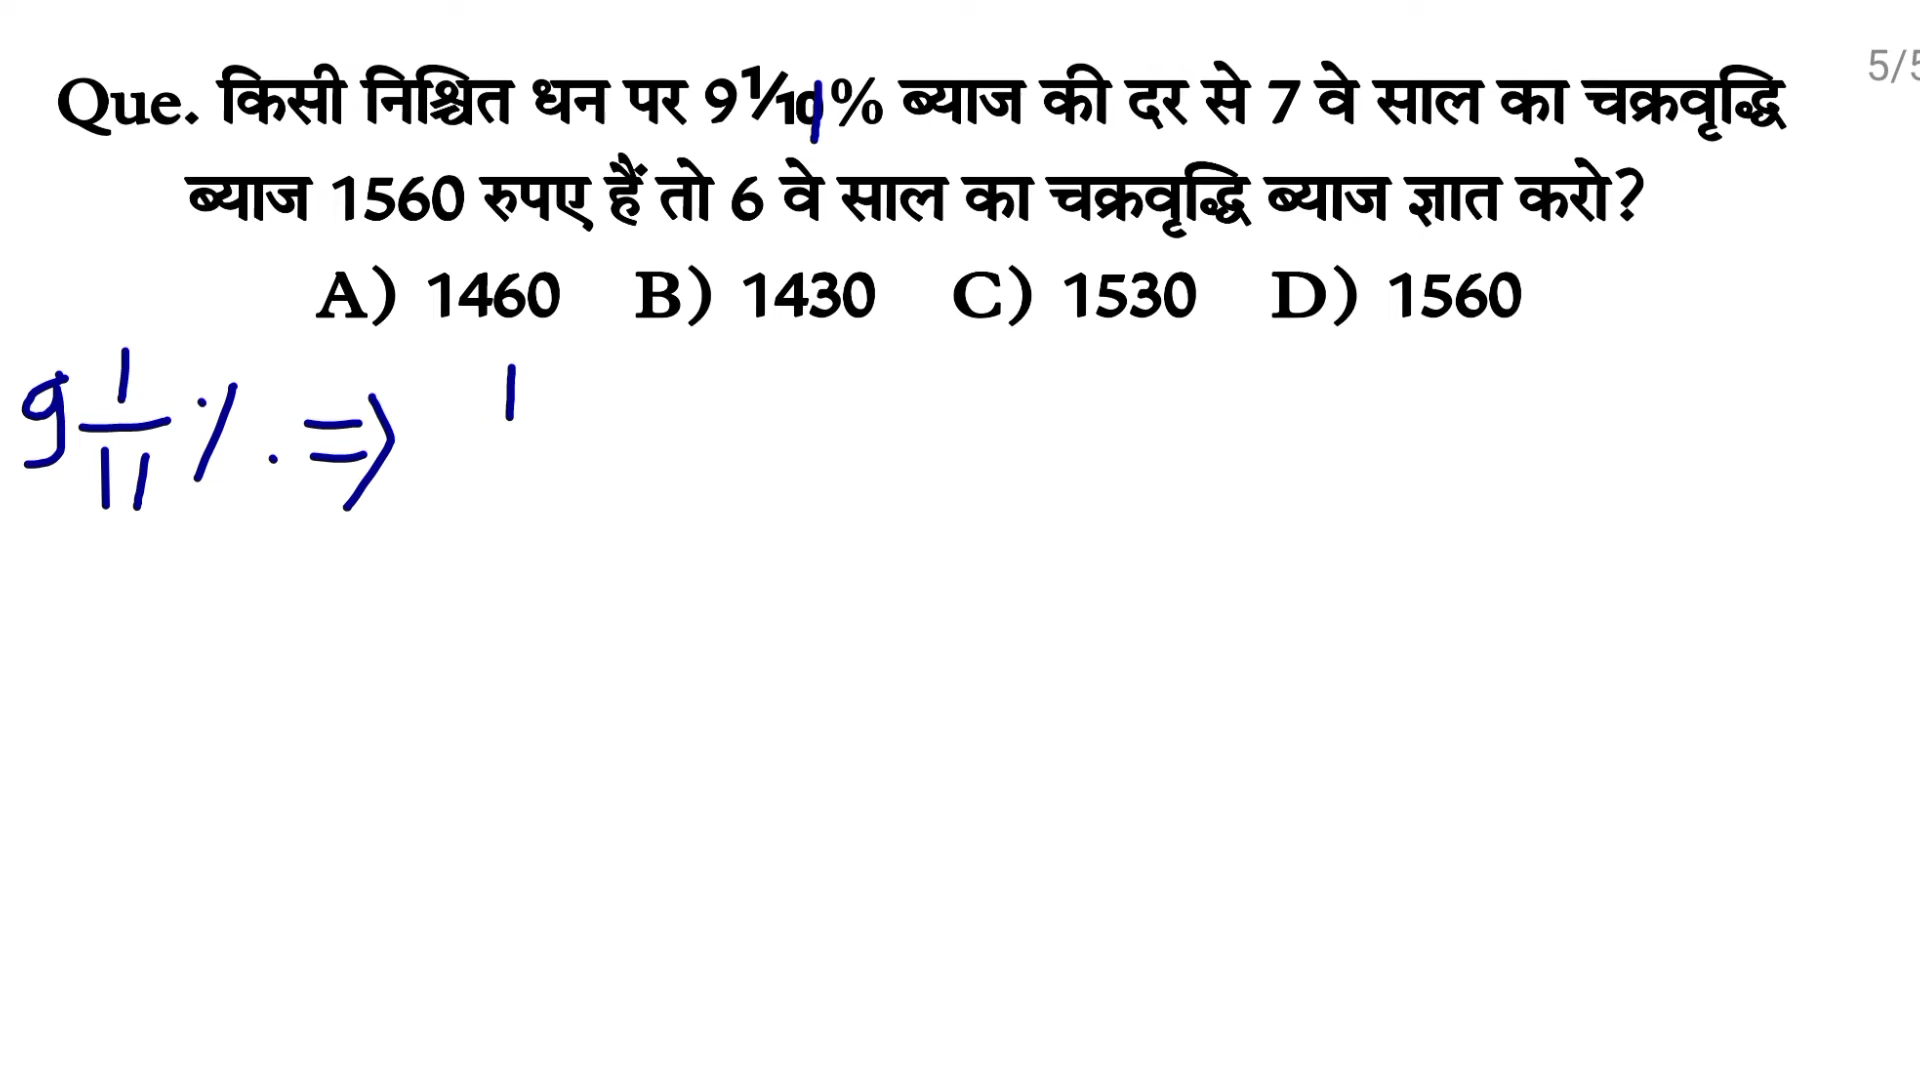 5/5
Que. किसी निश्चित धन पर 9⅒% ब्याज की दर से 7 वे साल का चक्रवृद्धि
ब्याज 1560 रुपए हैं तो 6 वे साल का चक्रवृद्धि ब्याज ज्ञात करो?
A) 1460 B) 1430 C) 1530 D) 1560
9 1/11 % . ⇒ 1